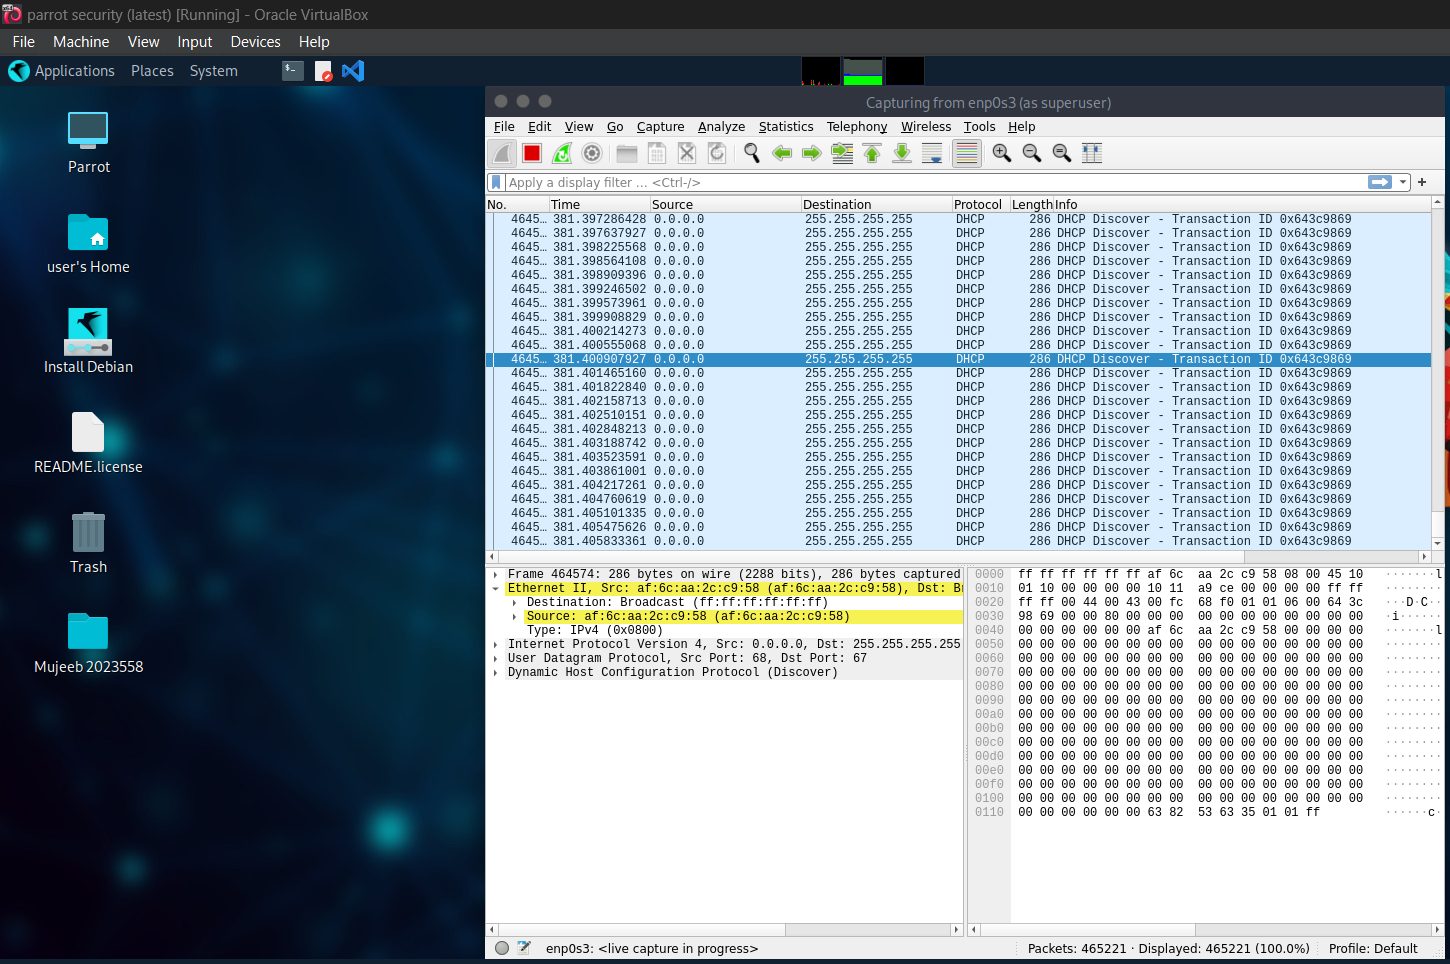 parrot security (latest) [Running] - Oracle VirtualBox
File Machine View Input Devices Help
Applications Places System
Parrot
user's Home
Install Debian
README.license
Trash
Mujeeb 2023558
Capturing from enp0s3 (as superuser)
File Edit View Go Capture Analyze Statistics Telephony Wireless Tools Help
Apply a display filter ... <Ctrl-/>
No. Time Source Destination Protocol Length Info
4645… 381.397286428 0.0.0.0 255.255.255.255 DHCP 286 DHCP Discover - Transaction ID 0x643c9869
4645… 381.397637927 0.0.0.0 255.255.255.255 DHCP 286 DHCP Discover - Transaction ID 0x643c9869
4645… 381.398225568 0.0.0.0 255.255.255.255 DHCP 286 DHCP Discover - Transaction ID 0x643c9869
4645… 381.398564108 0.0.0.0 255.255.255.255 DHCP 286 DHCP Discover - Transaction ID 0x643c9869
4645… 381.398909396 0.0.0.0 255.255.255.255 DHCP 286 DHCP Discover - Transaction ID 0x643c9869
4645… 381.399246502 0.0.0.0 255.255.255.255 DHCP 286 DHCP Discover - Transaction ID 0x643c9869
4645… 381.399573961 0.0.0.0 255.255.255.255 DHCP 286 DHCP Discover - Transaction ID 0x643c9869
4645… 381.399908829 0.0.0.0 255.255.255.255 DHCP 286 DHCP Discover - Transaction ID 0x643c9869
4645… 381.400214273 0.0.0.0 255.255.255.255 DHCP 286 DHCP Discover - Transaction ID 0x643c9869
4645… 381.400555068 0.0.0.0 255.255.255.255 DHCP 286 DHCP Discover - Transaction ID 0x643c9869
4645… 381.400907927 0.0.0.0 255.255.255.255 DHCP 286 DHCP Discover - Transaction ID 0x643c9869
4645… 381.401465160 0.0.0.0 255.255.255.255 DHCP 286 DHCP Discover - Transaction ID 0x643c9869
4645… 381.401822840 0.0.0.0 255.255.255.255 DHCP 286 DHCP Discover - Transaction ID 0x643c9869
4645… 381.402158713 0.0.0.0 255.255.255.255 DHCP 286 DHCP Discover - Transaction ID 0x643c9869
4645… 381.402510151 0.0.0.0 255.255.255.255 DHCP 286 DHCP Discover - Transaction ID 0x643c9869
4645… 381.402848213 0.0.0.0 255.255.255.255 DHCP 286 DHCP Discover - Transaction ID 0x643c9869
4645… 381.403188742 0.0.0.0 255.255.255.255 DHCP 286 DHCP Discover - Transaction ID 0x643c9869
4645… 381.403523591 0.0.0.0 255.255.255.255 DHCP 286 DHCP Discover - Transaction ID 0x643c9869
4645… 381.403861001 0.0.0.0 255.255.255.255 DHCP 286 DHCP Discover - Transaction ID 0x643c9869
4645… 381.404217261 0.0.0.0 255.255.255.255 DHCP 286 DHCP Discover - Transaction ID 0x643c9869
4645… 381.404760619 0.0.0.0 255.255.255.255 DHCP 286 DHCP Discover - Transaction ID 0x643c9869
4645… 381.405101335 0.0.0.0 255.255.255.255 DHCP 286 DHCP Discover - Transaction ID 0x643c9869
4645… 381.405475626 0.0.0.0 255.255.255.255 DHCP 286 DHCP Discover - Transaction ID 0x643c9869
4645… 381.405833361 0.0.0.0 255.255.255.255 DHCP 286 DHCP Discover - Transaction ID 0x643c9869
Frame 464574: 286 bytes on wire (2288 bits), 286 bytes captured
Ethernet II, Src: af:6c:aa:2c:c9:58 (af:6c:aa:2c:c9:58), Dst: Br
Destination: Broadcast (ff:ff:ff:ff:ff:ff)
Source: af:6c:aa:2c:c9:58 (af:6c:aa:2c:c9:58)
Type: IPv4 (0x0800)
Internet Protocol Version 4, Src: 0.0.0.0, Dst: 255.255.255.255
User Datagram Protocol, Src Port: 68, Dst Port: 67
Dynamic Host Configuration Protocol (Discover)
0000 ff ff ff ff ff ff af 6c aa 2c c9 58 08 00 45 10 ·······l
0010 01 10 00 00 00 00 10 11 a9 ce 00 00 00 00 ff ff ········
0020 ff ff 00 44 00 43 00 fc 68 f0 01 01 06 00 64 3c ···D·C··
0030 98 69 00 00 80 00 00 00 00 00 00 00 00 00 00 00 ·i······
0040 00 00 00 00 00 00 af 6c aa 2c c9 58 00 00 00 00 ·······l
0050 00 00 00 00 00 00 00 00 00 00 00 00 00 00 00 00 ········
0060 00 00 00 00 00 00 00 00 00 00 00 00 00 00 00 00 ········
0070 00 00 00 00 00 00 00 00 00 00 00 00 00 00 00 00 ········
0080 00 00 00 00 00 00 00 00 00 00 00 00 00 00 00 00 ········
0090 00 00 00 00 00 00 00 00 00 00 00 00 00 00 00 00 ········
00a0 00 00 00 00 00 00 00 00 00 00 00 00 00 00 00 00 ········
00b0 00 00 00 00 00 00 00 00 00 00 00 00 00 00 00 00 ········
00c0 00 00 00 00 00 00 00 00 00 00 00 00 00 00 00 00 ········
00d0 00 00 00 00 00 00 00 00 00 00 00 00 00 00 00 00 ········
00e0 00 00 00 00 00 00 00 00 00 00 00 00 00 00 00 00 ········
00f0 00 00 00 00 00 00 00 00 00 00 00 00 00 00 00 00 ········
0100 00 00 00 00 00 00 00 00 00 00 00 00 00 00 00 00 ········
0110 00 00 00 00 00 00 63 82 53 63 35 01 01 ff ······c·
enp0s3: <live capture in progress>
Packets: 465221 · Displayed: 465221 (100.0%)
Profile: Default